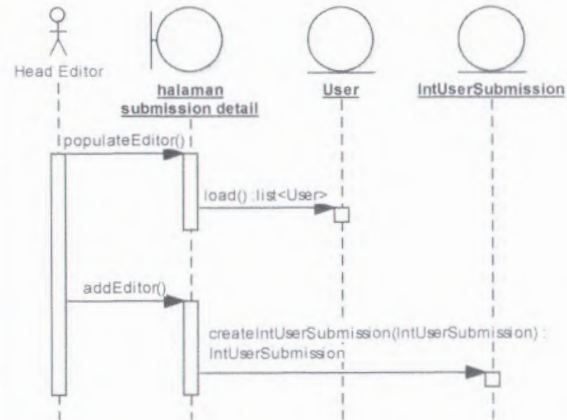 Head Editor
halaman
submission detail
User
IntUserSubmission
populateEditor()
load() :list<User>
addEditor()
createIntUserSubmission(IntUserSubmission) :
IntUserSubmission